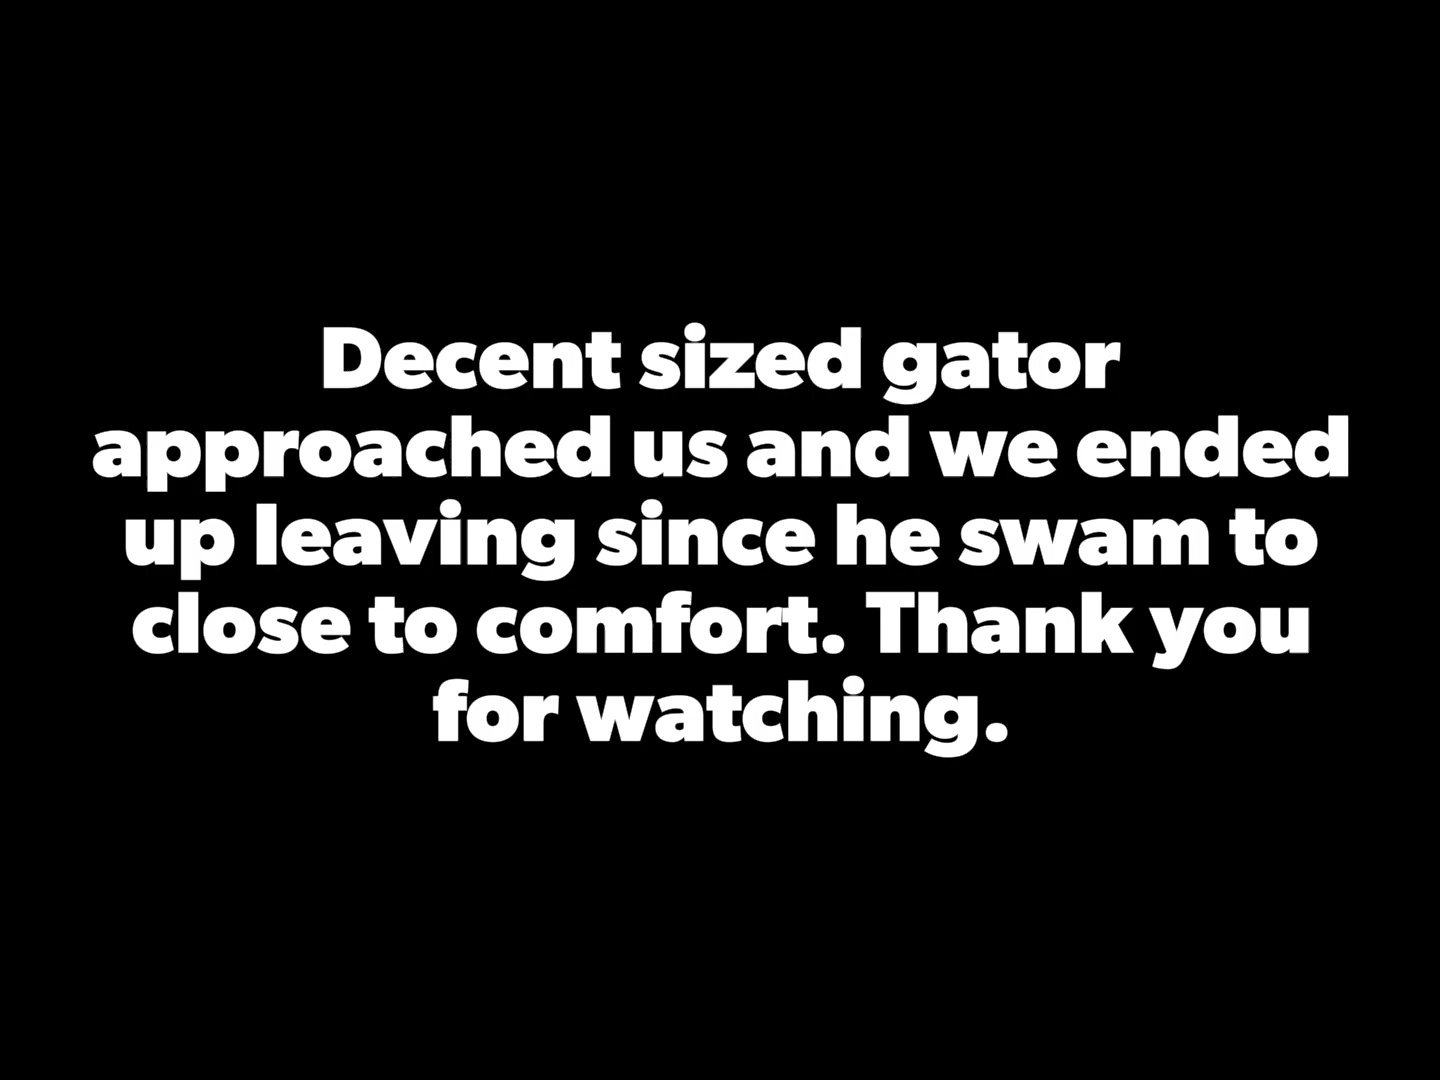 Decent sized gator
approached us and we ended
up leaving since he swam to
close to comfort. Thank you
for watching.